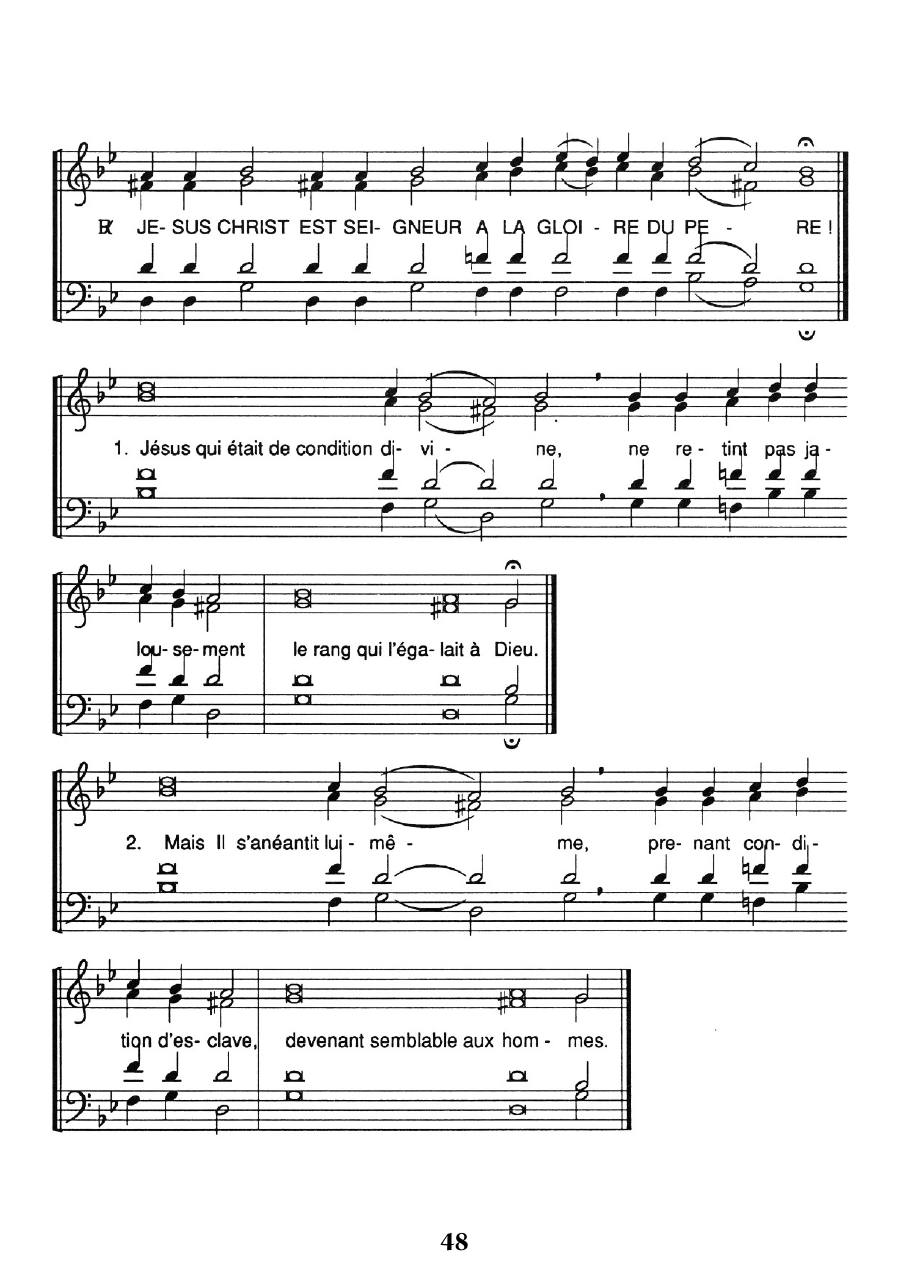 ℟ JE- SUS CHRIST EST SEI- GNEUR A LA GLOI - RE DU PE - RE !
1. Jésus qui était de condition di- vi - ne, ne re- tint pas ja-
lou- se- ment le rang qui l'éga- lait à Dieu.
2. Mais Il s'anéantit lui - mê - me, pre- nant con- di-
tion d'es- clave, devenant semblable aux hom - mes.
48